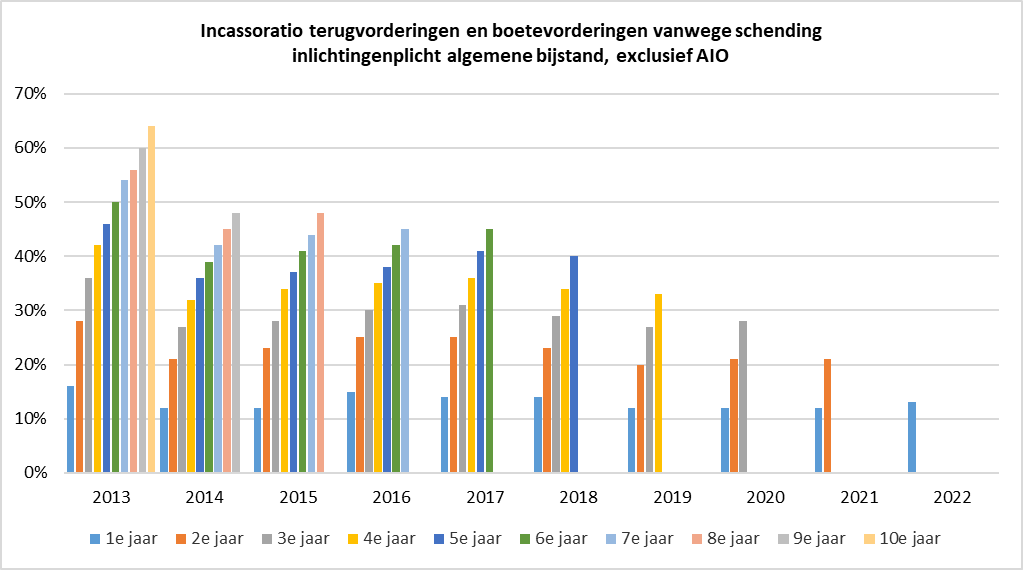 Incassoratio terugvorderingen en boetevorderingen vanwege schending
inlichtingenplicht algemene bijstand, exclusief AIO
70%
60%
50%
40%
30%
20%
10%
0%
2013 2014 2015 2016 2017 2018 2019 2020 2021 2022
1e jaar 2e jaar 3e jaar 4e jaar 5e jaar 6e jaar 7e jaar 8e jaar 9e jaar 10e jaar